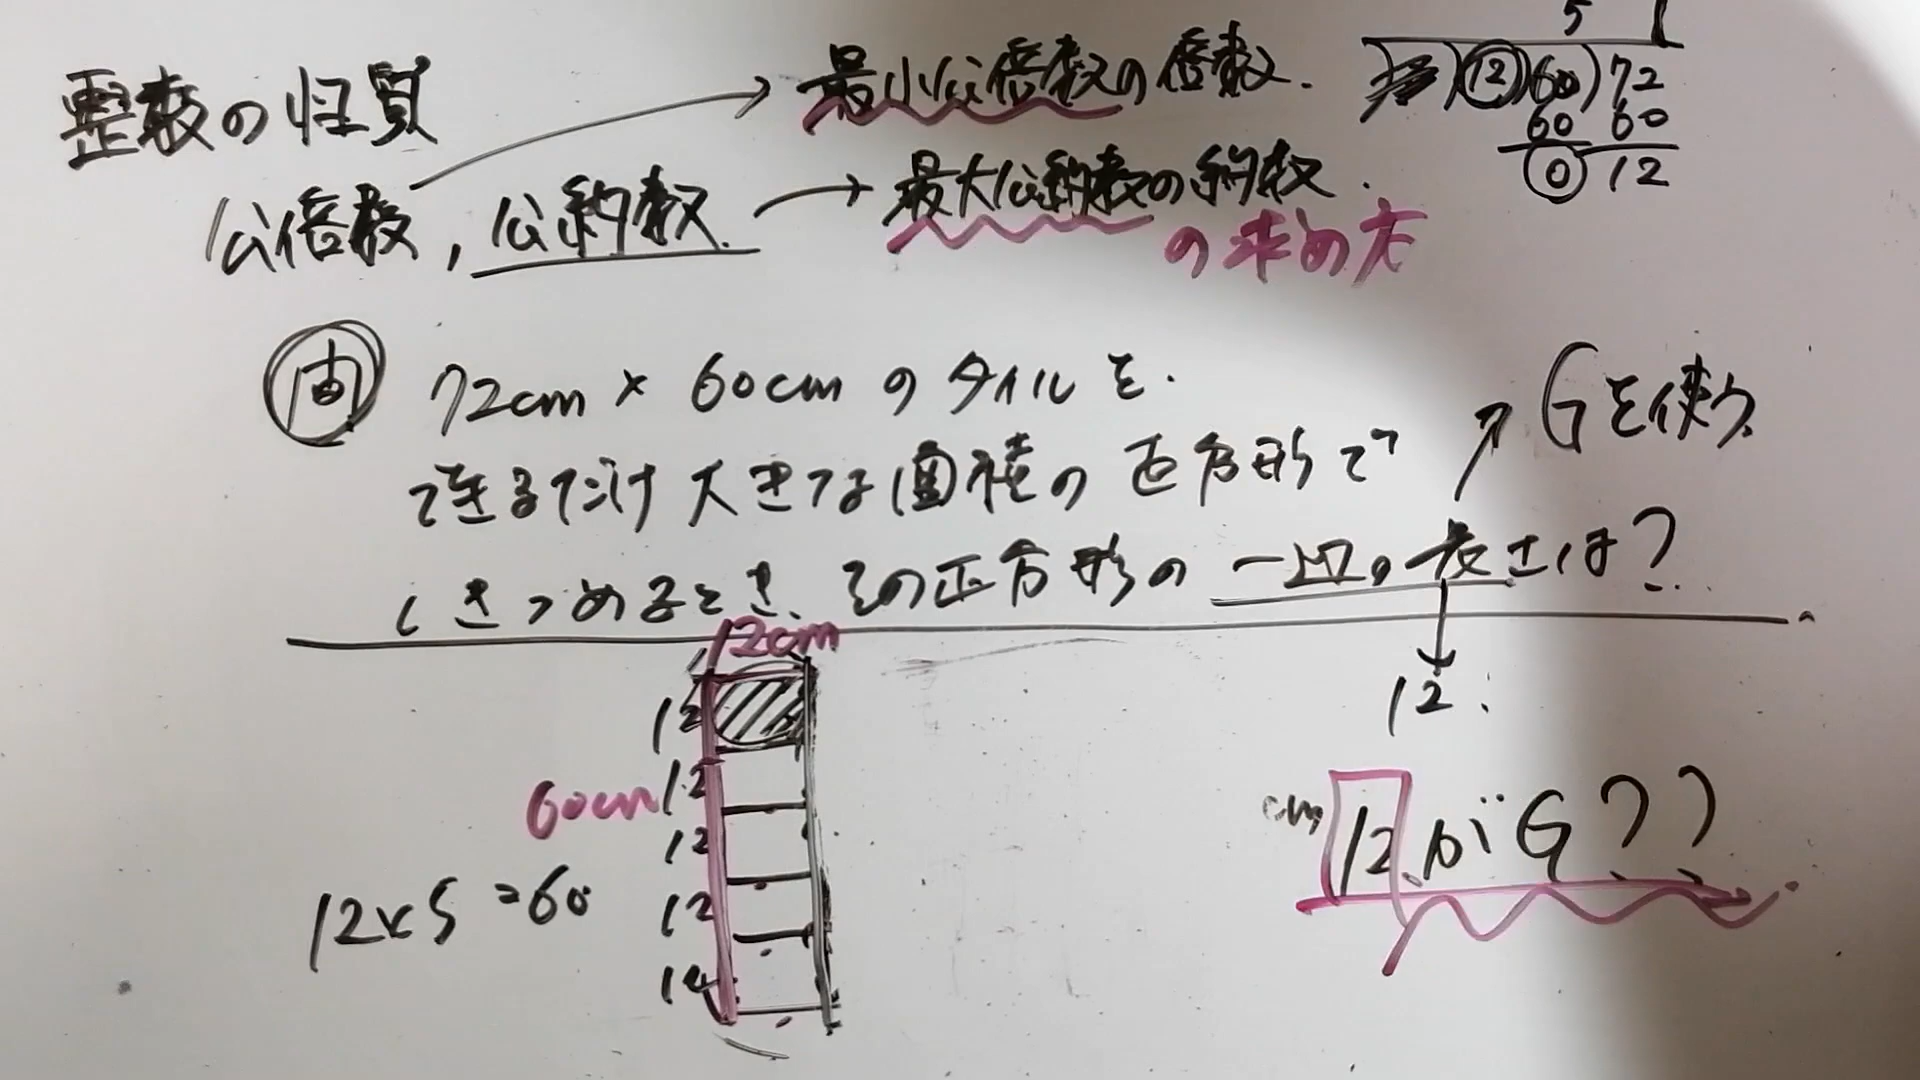 整数の性質
公倍数, 公約数.
最小公倍数の倍数.
最大公約数の約数.
の求め方
5 1
12)60)72
60 60
0 12
問 72cm × 60cm のタイルを.
できるだけ大きな面積の正方形で
しきつめるとき、その正方形の一辺の長さは?
Gを使う
12.
12cm
12
60cm 12
12
12
12
12×5=60
cm 12がG??